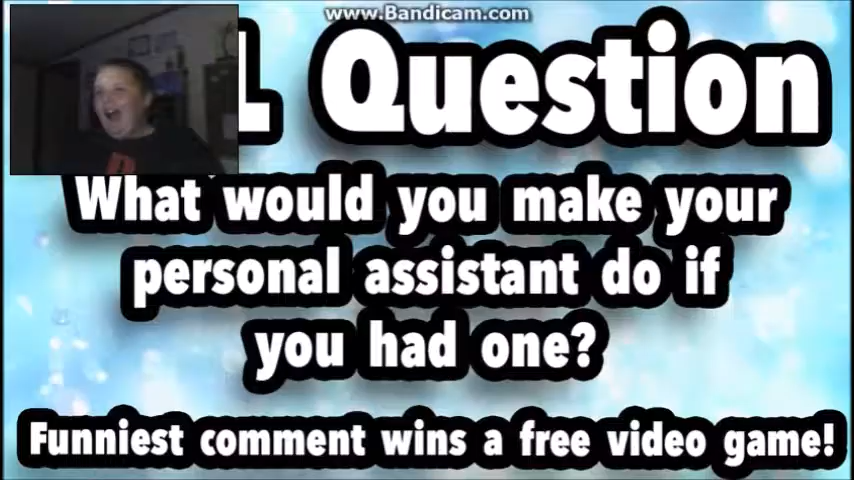 www.Bandicam.com
L Question
What would you make your
personal assistant do if
you had one?
Funniest comment wins a free video game!